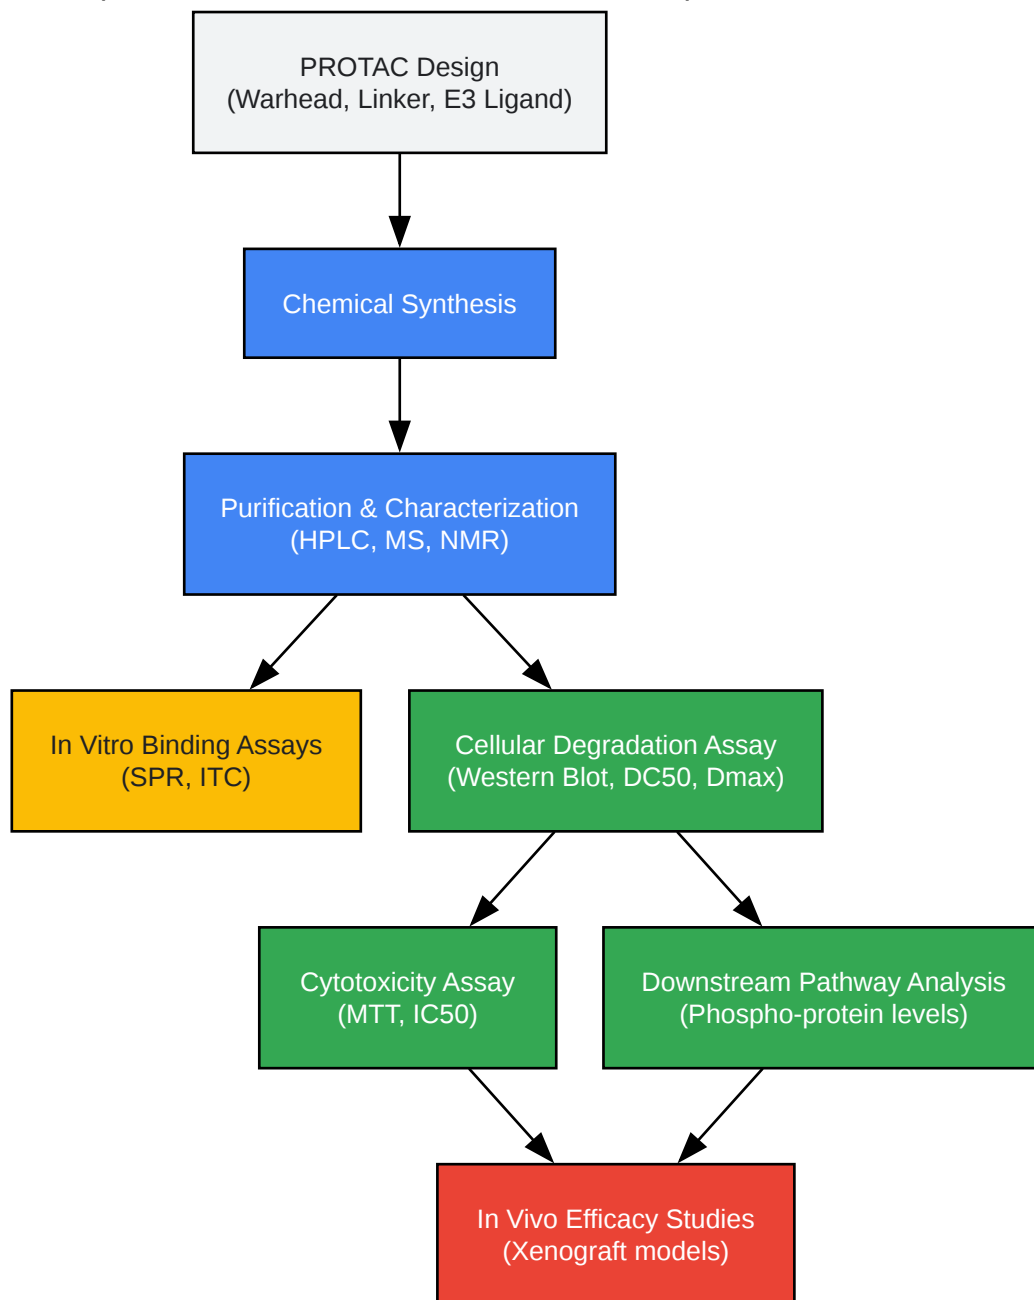 PROTAC Design
(Warhead, Linker, E3 Ligand)
Chemical Synthesis
Purification & Characterization
(HPLC, MS, NMR)
In Vitro Binding Assays
(SPR, ITC)
Cellular Degradation Assay
(Western Blot, DC50, Dmax)
Cytotoxicity Assay
(MTT, IC50)
Downstream Pathway Analysis
(Phospho-protein levels)
In Vivo Efficacy Studies
(Xenograft models)